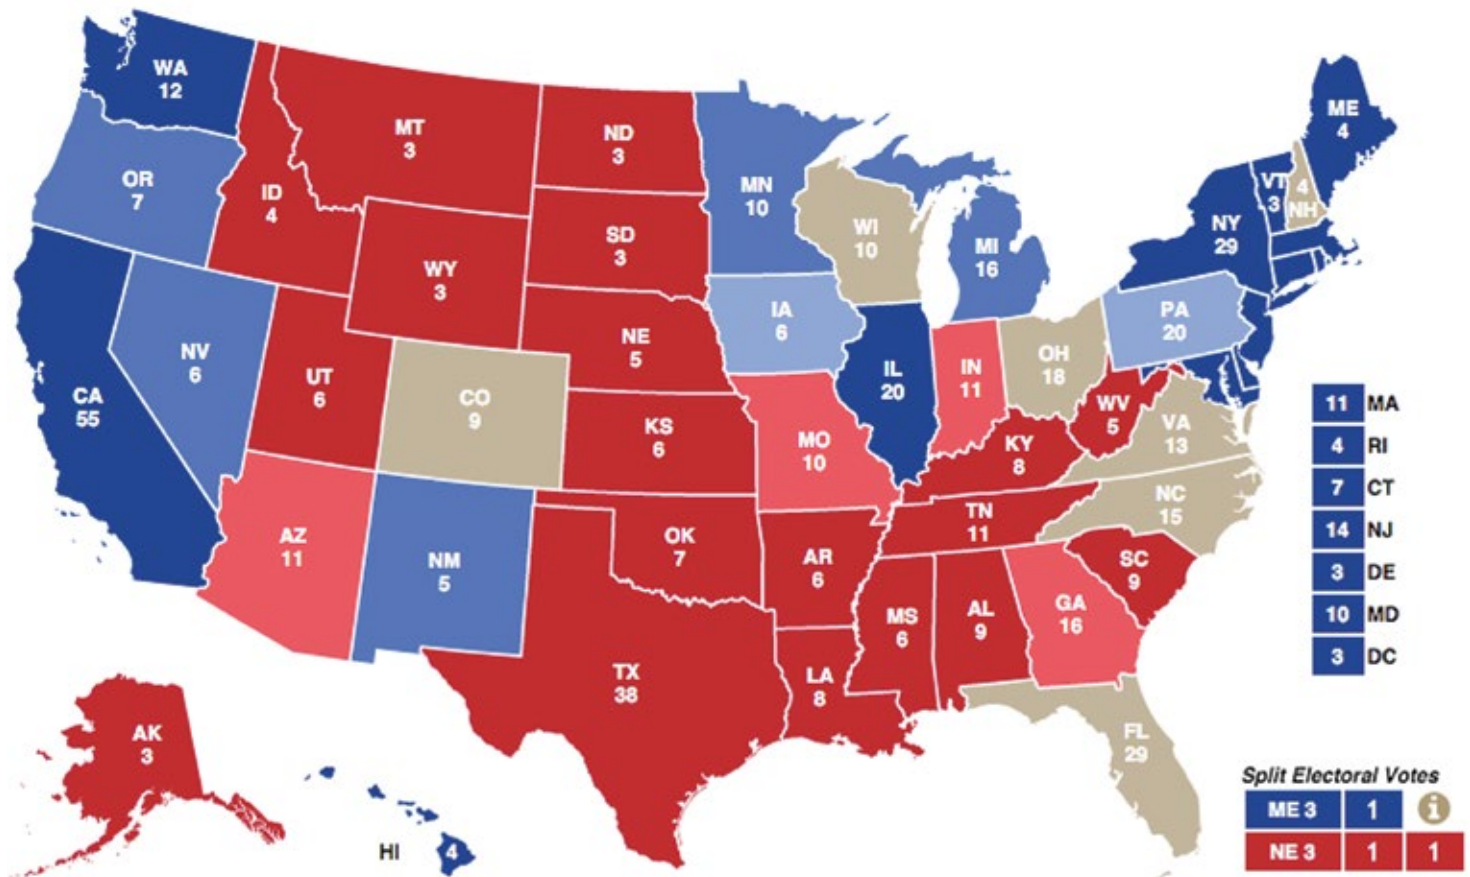 WA
12
OR
7
CA
55
NV
6
ID
4
MT
3
WY
3
UT
6
AZ
11
CO
9
NM
5
ND
3
SD
3
NE
5
KS
6
OK
7
TX
38
MN
10
IA
6
MO
10
AR
6
LA
8
WI
10
IL
20
MI
16
IN
11
OH
18
KY
8
TN
11
MS
6
AL
9
GA
16
FL
29
SC
9
NC
15
VA
13
WV
5
PA
20
NY
29
VT
3
4
NH
ME
4
AK
3
HI
4
11 MA
4 RI
7 CT
14 NJ
3 DE
10 MD
3 DC
Split Electoral Votes
ME 3 1 i
NE 3 1 1